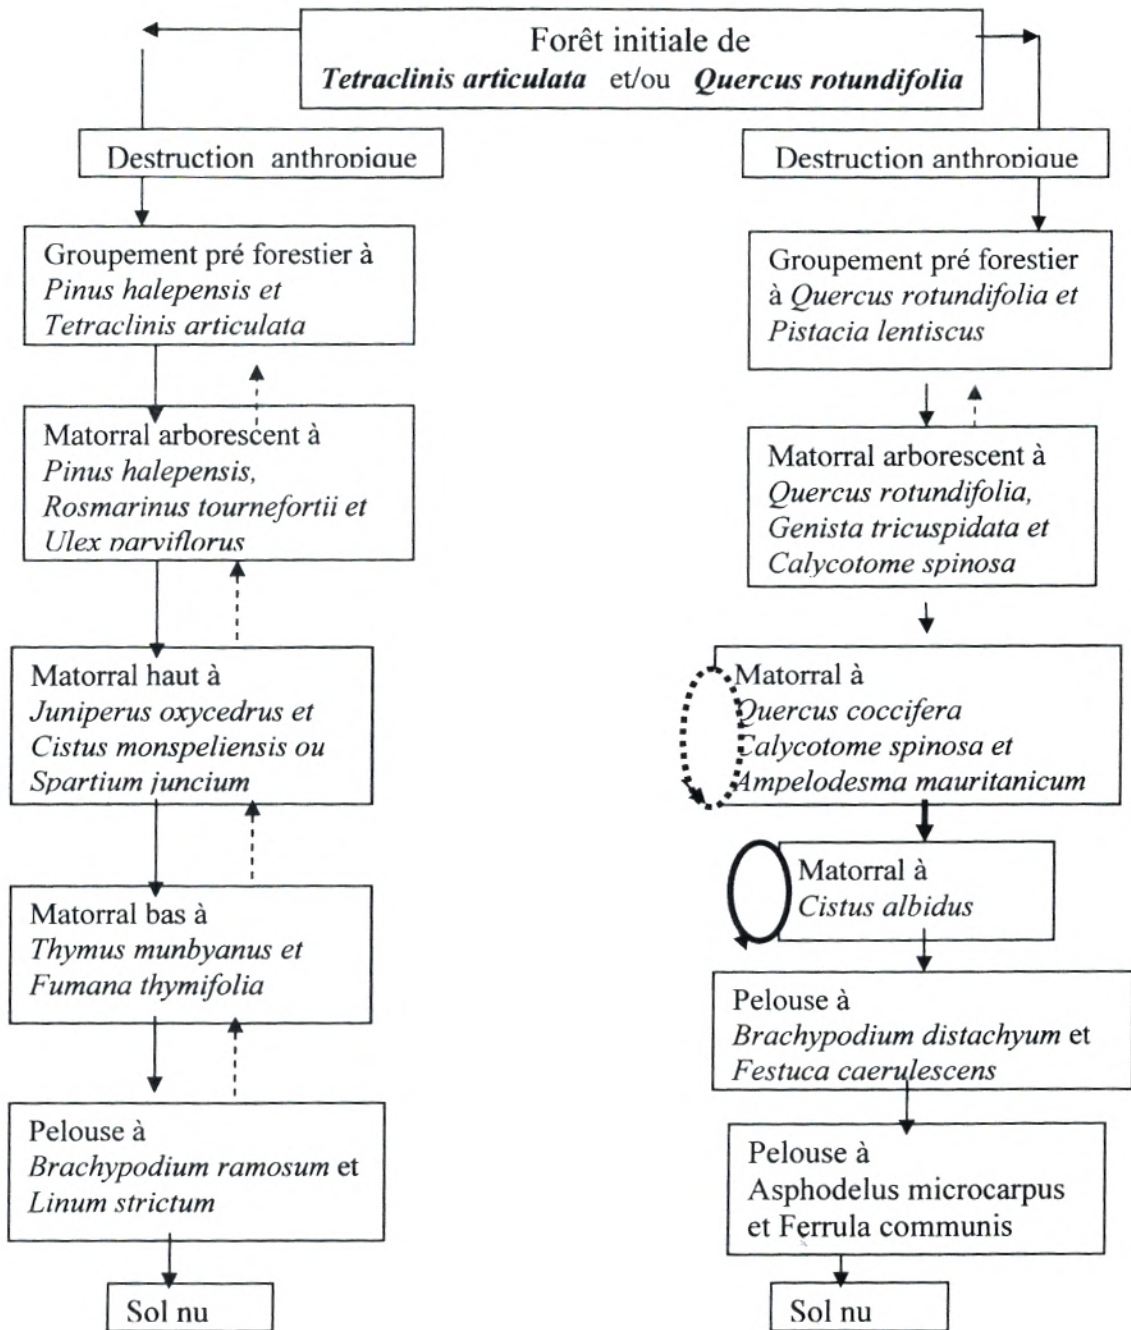 Forêt initiale de
Tetraclinis articulata et/ou Quercus rotundifolia
Destruction anthropique
Groupement pré forestier à
Pinus halepensis et
Tetraclinis articulata
Matorral arborescent à
Pinus halepensis,
Rosmarinus tournefortii et
Ulex parviflorus
Matorral haut à
Juniperus oxycedrus et
Cistus monspeliensis ou
Spartium juncium
Matorral bas à
Thymus munbyanus et
Fumana thymifolia
Pelouse à
Brachypodium ramosum et
Linum strictum
Sol nu
Destruction anthropique
Groupement pré forestier
à Quercus rotundifolia et
Pistacia lentiscus
Matorral arborescent à
Quercus rotundifolia,
Genista tricuspidata et
Calycotome spinosa
Matorral à
Quercus coccifera
Calycotome spinosa et
Ampelodesma mauritanicum
Matorral à
Cistus albidus
Pelouse à
Brachypodium distachyum et
Festuca caerulescens
Pelouse à
Asphodelus microcarpus
et Ferrula communis
Sol nu